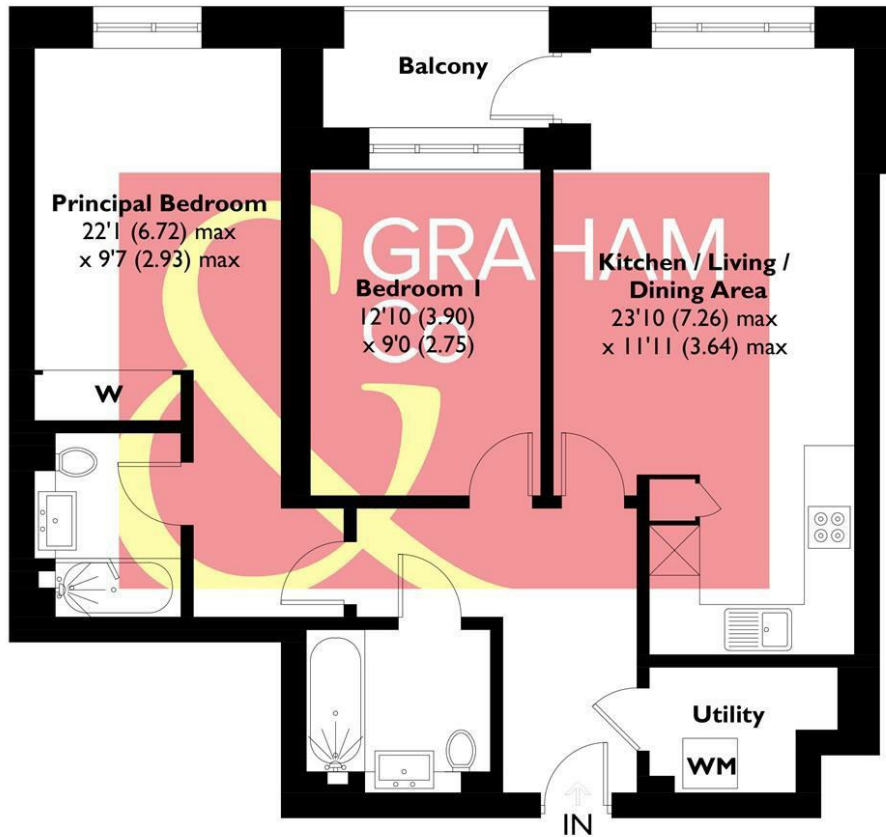 Balcony
Principal Bedroom
22'1 (6.72) max
x 9'7 (2.93) max
GRAHAM
&
Co
Bedroom 1
12'10 (3.90)
x 9'0 (2.75)
Kitchen / Living /
Dining Area
23'10 (7.26) max
x 11'11 (3.64) max
W
Utility
WM
IN